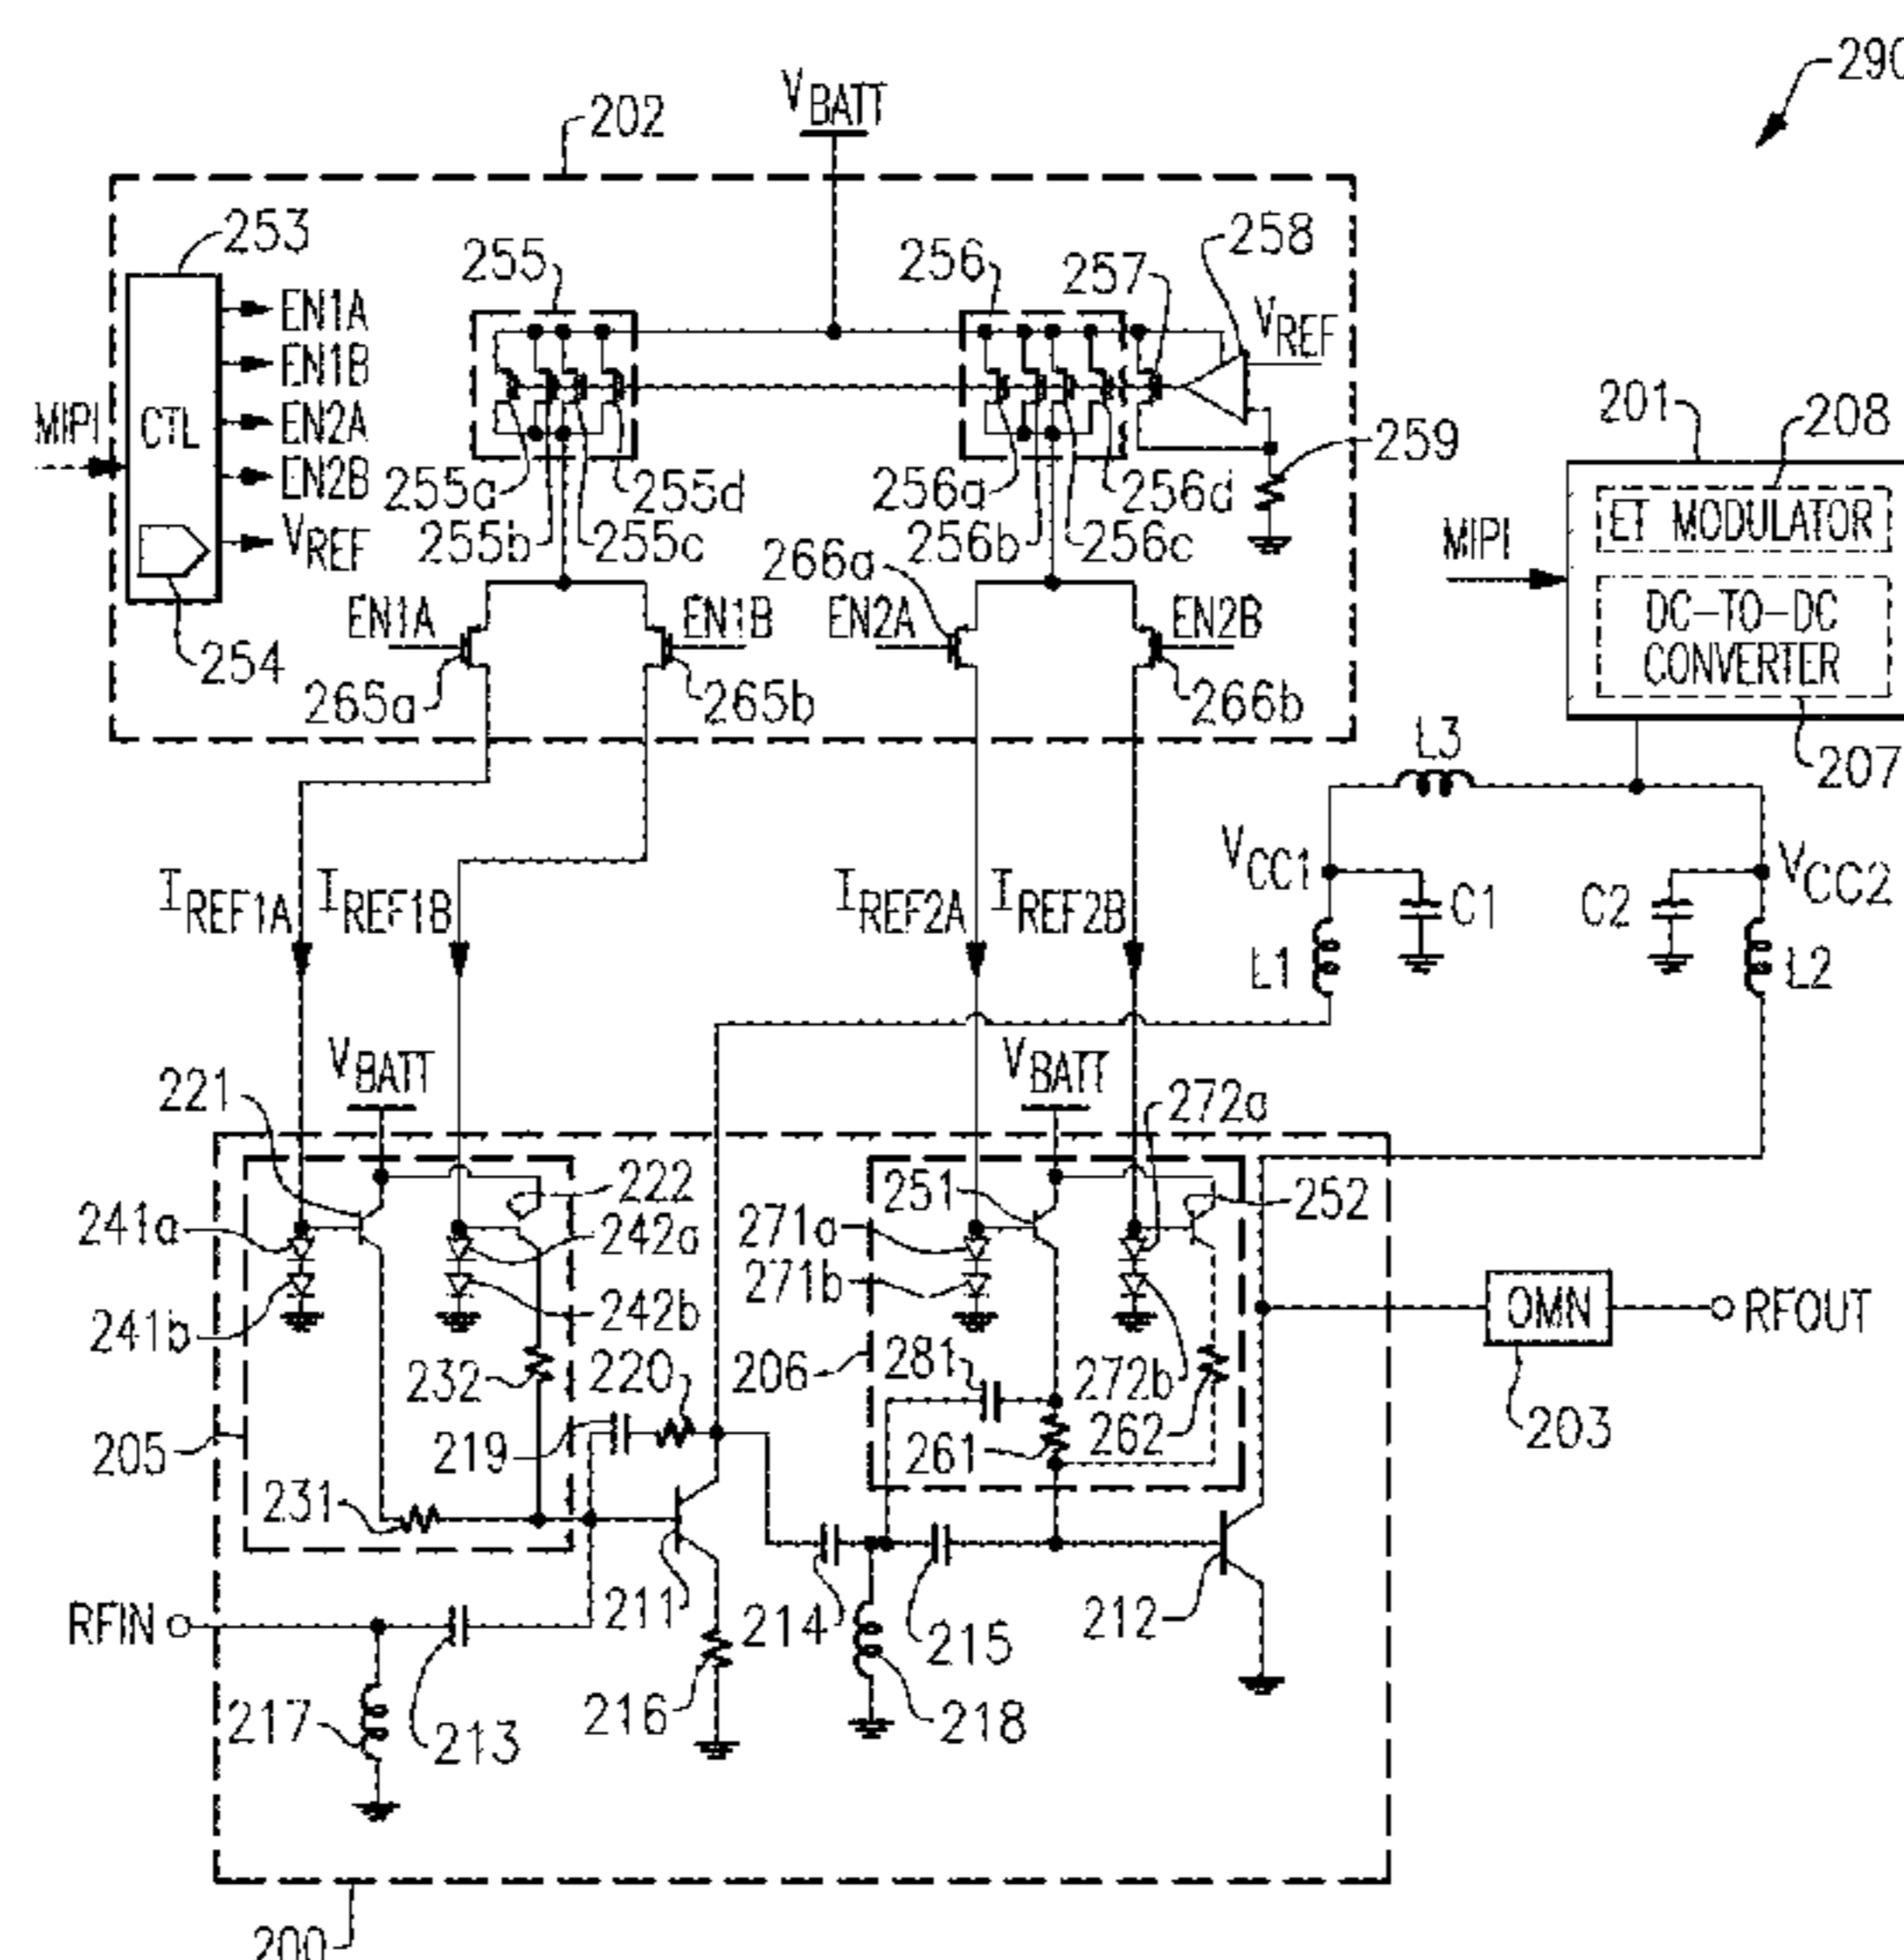 290
VBATT
202
253
255
256
257
258
VREF
EN1A
EN1B
EN2A
EN2B
VREF
MIPI
CTL
254
255a
255b
255c
255d
256a
256b
256c
256d
259
201
208
ET MODULATOR
MIPI
DC-TO-DC
CONVERTER
207
266a
EN1A
EN1B
EN2A
EN2B
265a
265b
266b
L3
VCC1
C1
C2
VCC2
L1
L2
IREF1A
IREF1B
IREF2A
IREF2B
221
VBATT
VBATT
272a
222
251
252
241a
242a
271a
241b
242b
271b
OMN
RFOUT
232
220
206
281
272b
205
219
261
262
203
231
RFIN
211
214
215
212
217
213
216
218
200